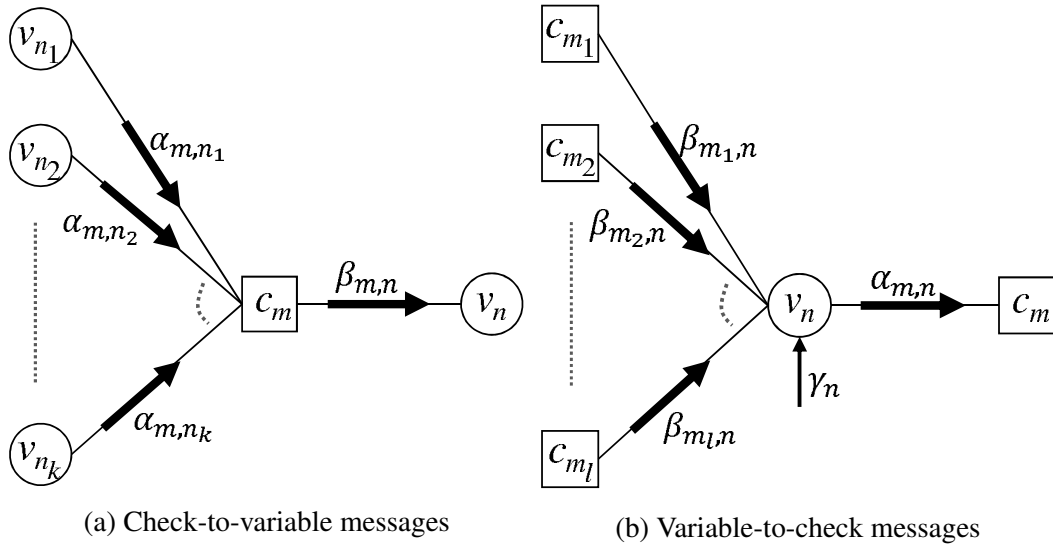 v_{n_1} c_{m_1}
α_{m,n_1} β_{m_1,n}
v_{n_2} c_{m_2}
α_{m,n_2} β_{m_2,n}
β_{m,n} α_{m,n}
c_m v_n v_n c_m
γ_n
α_{m,n_k} β_{m_l,n}
v_{n_k} c_{m_l}
(a) Check-to-variable messages (b) Variable-to-check messages